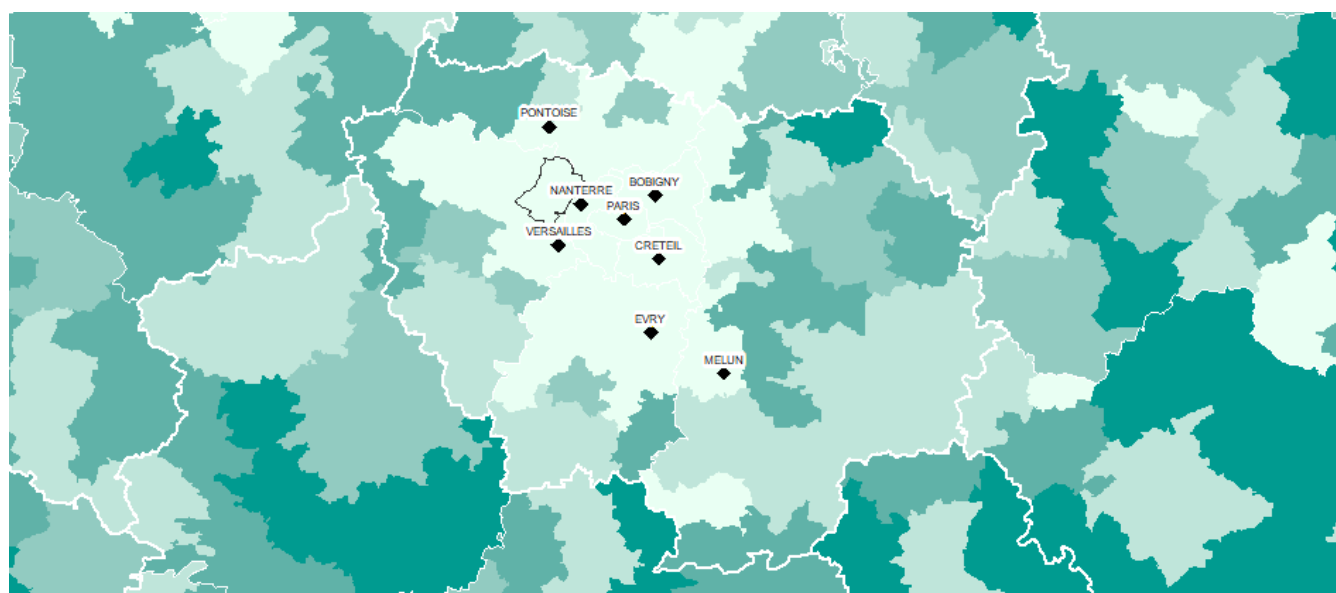 PONTOISE
NANTERRE
BOBIGNY
PARIS
VERSAILLES
CRETEIL
EVRY
MELUN